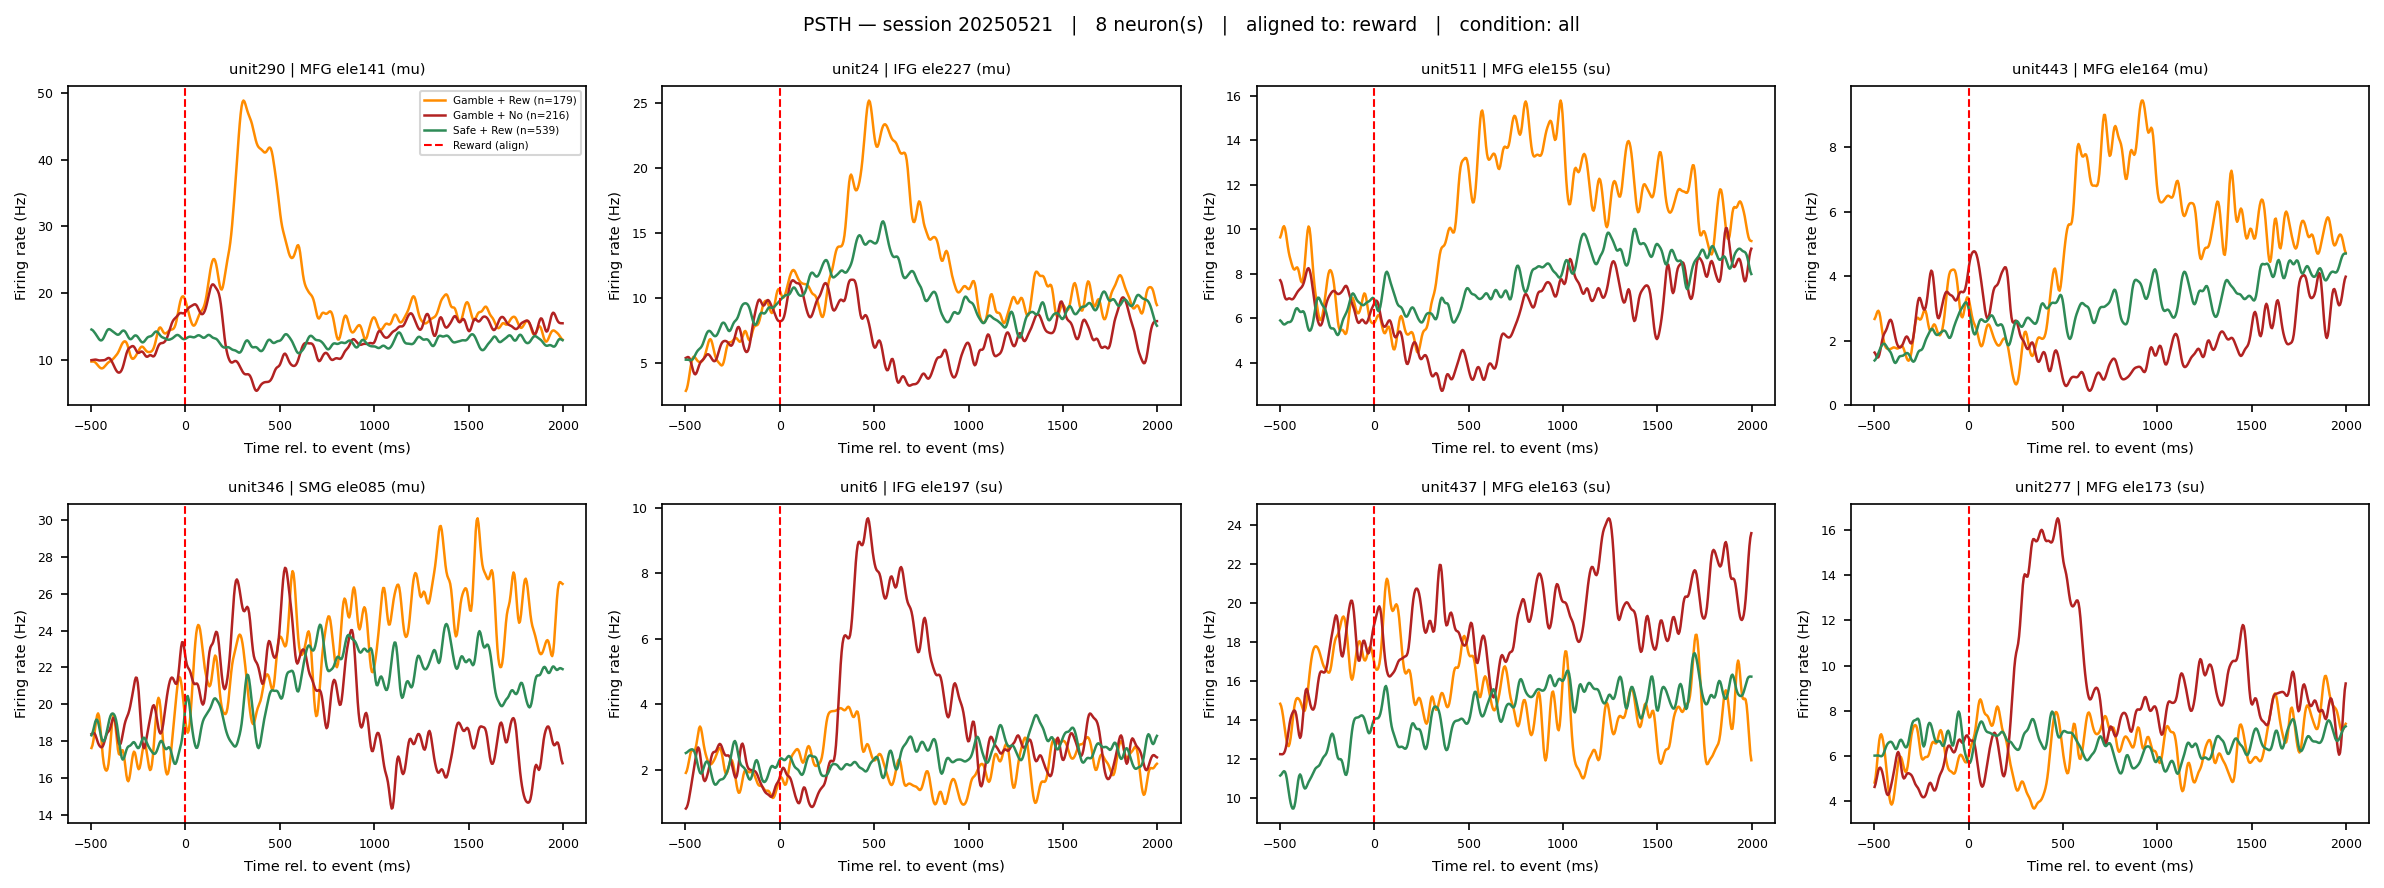 PSTH — session 20250521 | 8 neuron(s) | aligned to: reward | condition: all
unit290 | MFG ele141 (mu)
Firing rate (Hz)
50
40
30
20
10
Gamble + Rew (n=179)
Gamble + No (n=216)
Safe + Rew (n=539)
Reward (align)
−500 0 500 1000 1500 2000
Time rel. to event (ms)
unit24 | IFG ele227 (mu)
Firing rate (Hz)
25
20
15
10
5
−500 0 500 1000 1500 2000
Time rel. to event (ms)
unit511 | MFG ele155 (su)
Firing rate (Hz)
16
14
12
10
8
6
4
−500 0 500 1000 1500 2000
Time rel. to event (ms)
unit443 | MFG ele164 (mu)
Firing rate (Hz)
8
6
4
2
0
−500 0 500 1000 1500 2000
Time rel. to event (ms)
unit346 | SMG ele085 (mu)
Firing rate (Hz)
30
28
26
24
22
20
18
16
14
−500 0 500 1000 1500 2000
Time rel. to event (ms)
unit6 | IFG ele197 (su)
Firing rate (Hz)
10
8
6
4
2
−500 0 500 1000 1500 2000
Time rel. to event (ms)
unit437 | MFG ele163 (su)
Firing rate (Hz)
24
22
20
18
16
14
12
10
−500 0 500 1000 1500 2000
Time rel. to event (ms)
unit277 | MFG ele173 (su)
Firing rate (Hz)
16
14
12
10
8
6
4
−500 0 500 1000 1500 2000
Time rel. to event (ms)